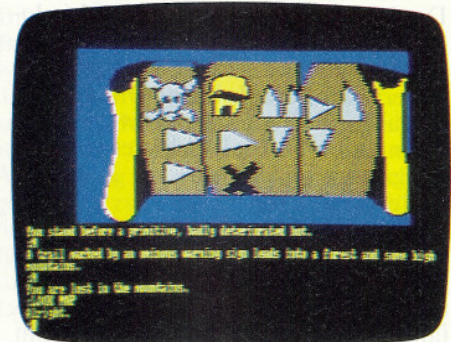 You stand before a primitive, badly deteriorated hut.
:N
A trail marked by an ominous warning sign leads into a forest and some high
mountains.
:N
You are lost in the mountains.
:LOOK MAP
Alright.
: